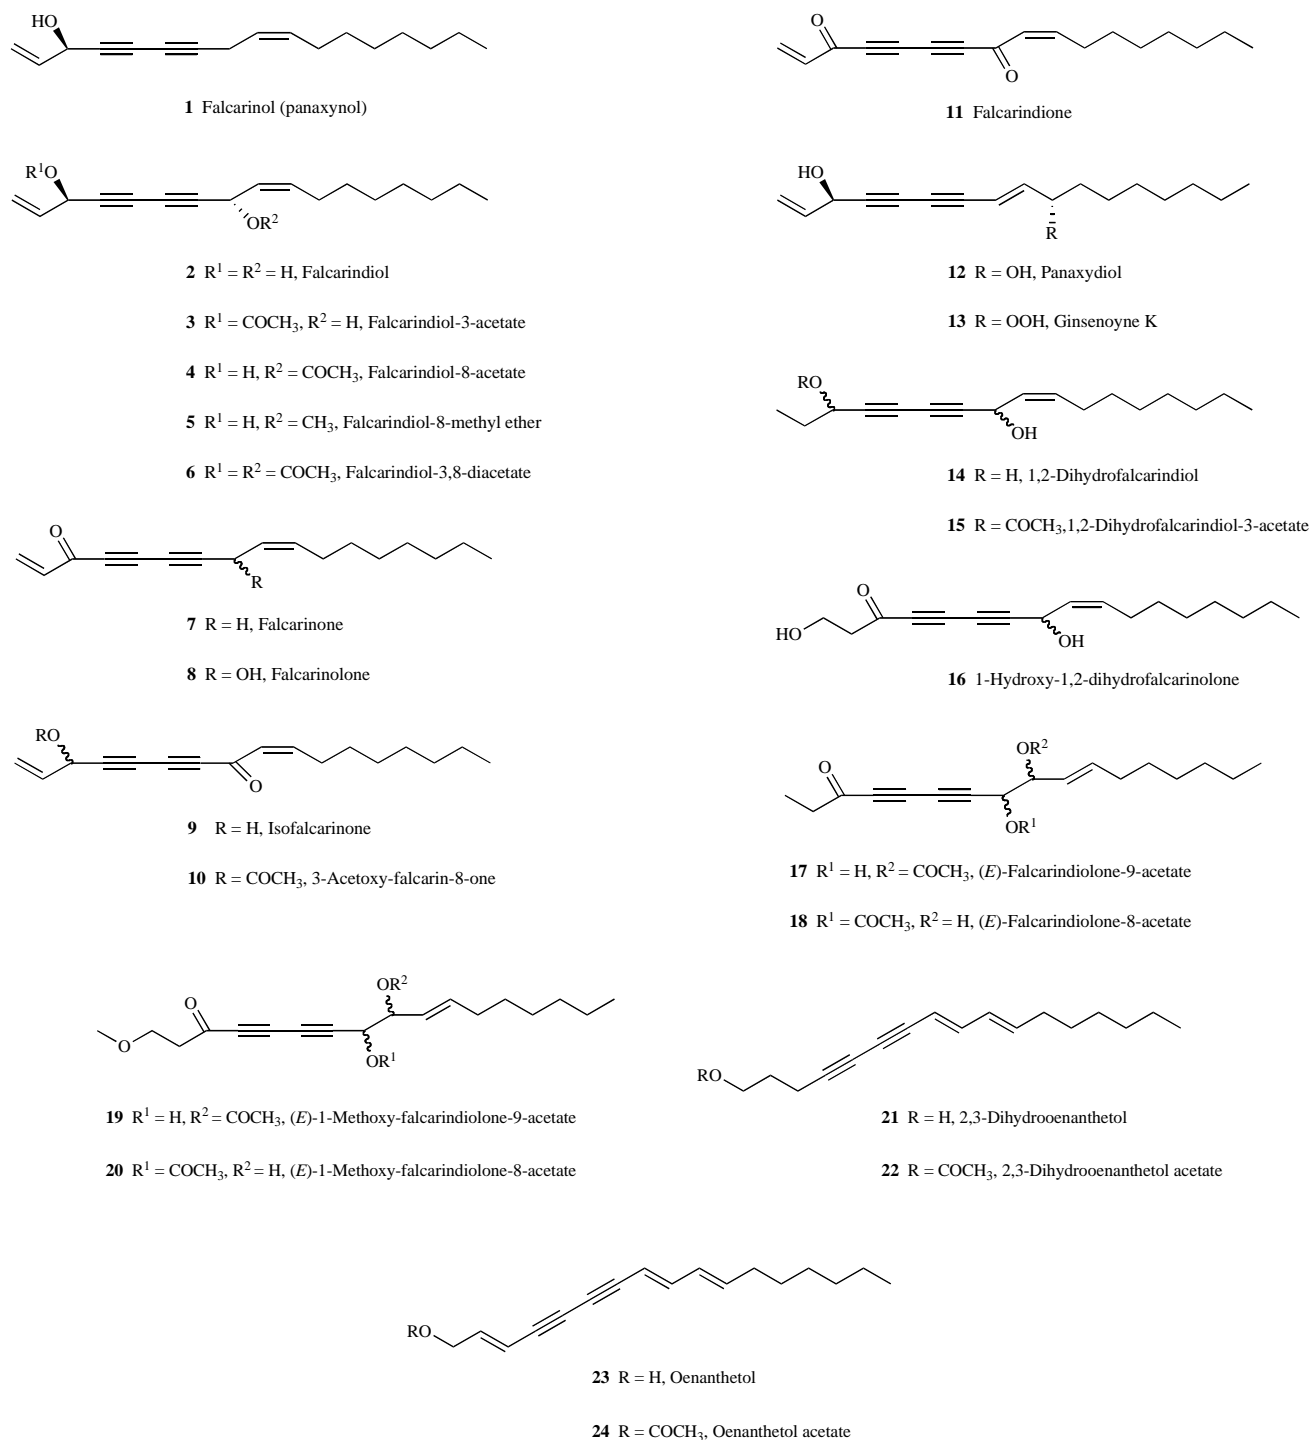 HO
1 Falcarinol (panaxynol)
O
O
11 Falcarindione
R¹O
OR²
2 R¹ = R² = H, Falcarindiol
3 R¹ = COCH₃, R² = H, Falcarindiol-3-acetate
4 R¹ = H, R² = COCH₃, Falcarindiol-8-acetate
5 R¹ = H, R² = CH₃, Falcarindiol-8-methyl ether
6 R¹ = R² = COCH₃, Falcarindiol-3,8-diacetate
HO
R
12 R = OH, Panaxydiol
13 R = OOH, Ginsenoyne K
RO
OH
14 R = H, 1,2-Dihydrofalcarindiol
15 R = COCH₃,1,2-Dihydrofalcarindiol-3-acetate
O
R
7 R = H, Falcarinone
8 R = OH, Falcarinolone
O
HO
OH
16 1-Hydroxy-1,2-dihydrofalcarinolone
RO
O
9 R = H, Isofalcarinone
10 R = COCH₃, 3-Acetoxy-falcarin-8-one
OR²
O
OR¹
17 R¹ = H, R² = COCH₃, (E)-Falcarindiolone-9-acetate
18 R¹ = COCH₃, R² = H, (E)-Falcarindiolone-8-acetate
OR²
O
O
OR¹
19 R¹ = H, R² = COCH₃, (E)-1-Methoxy-falcarindiolone-9-acetate
20 R¹ = COCH₃, R² = H, (E)-1-Methoxy-falcarindiolone-8-acetate
RO
21 R = H, 2,3-Dihydrooenanthetol
22 R = COCH₃, 2,3-Dihydrooenanthetol acetate
RO
23 R = H, Oenanthetol
24 R = COCH₃, Oenanthetol acetate